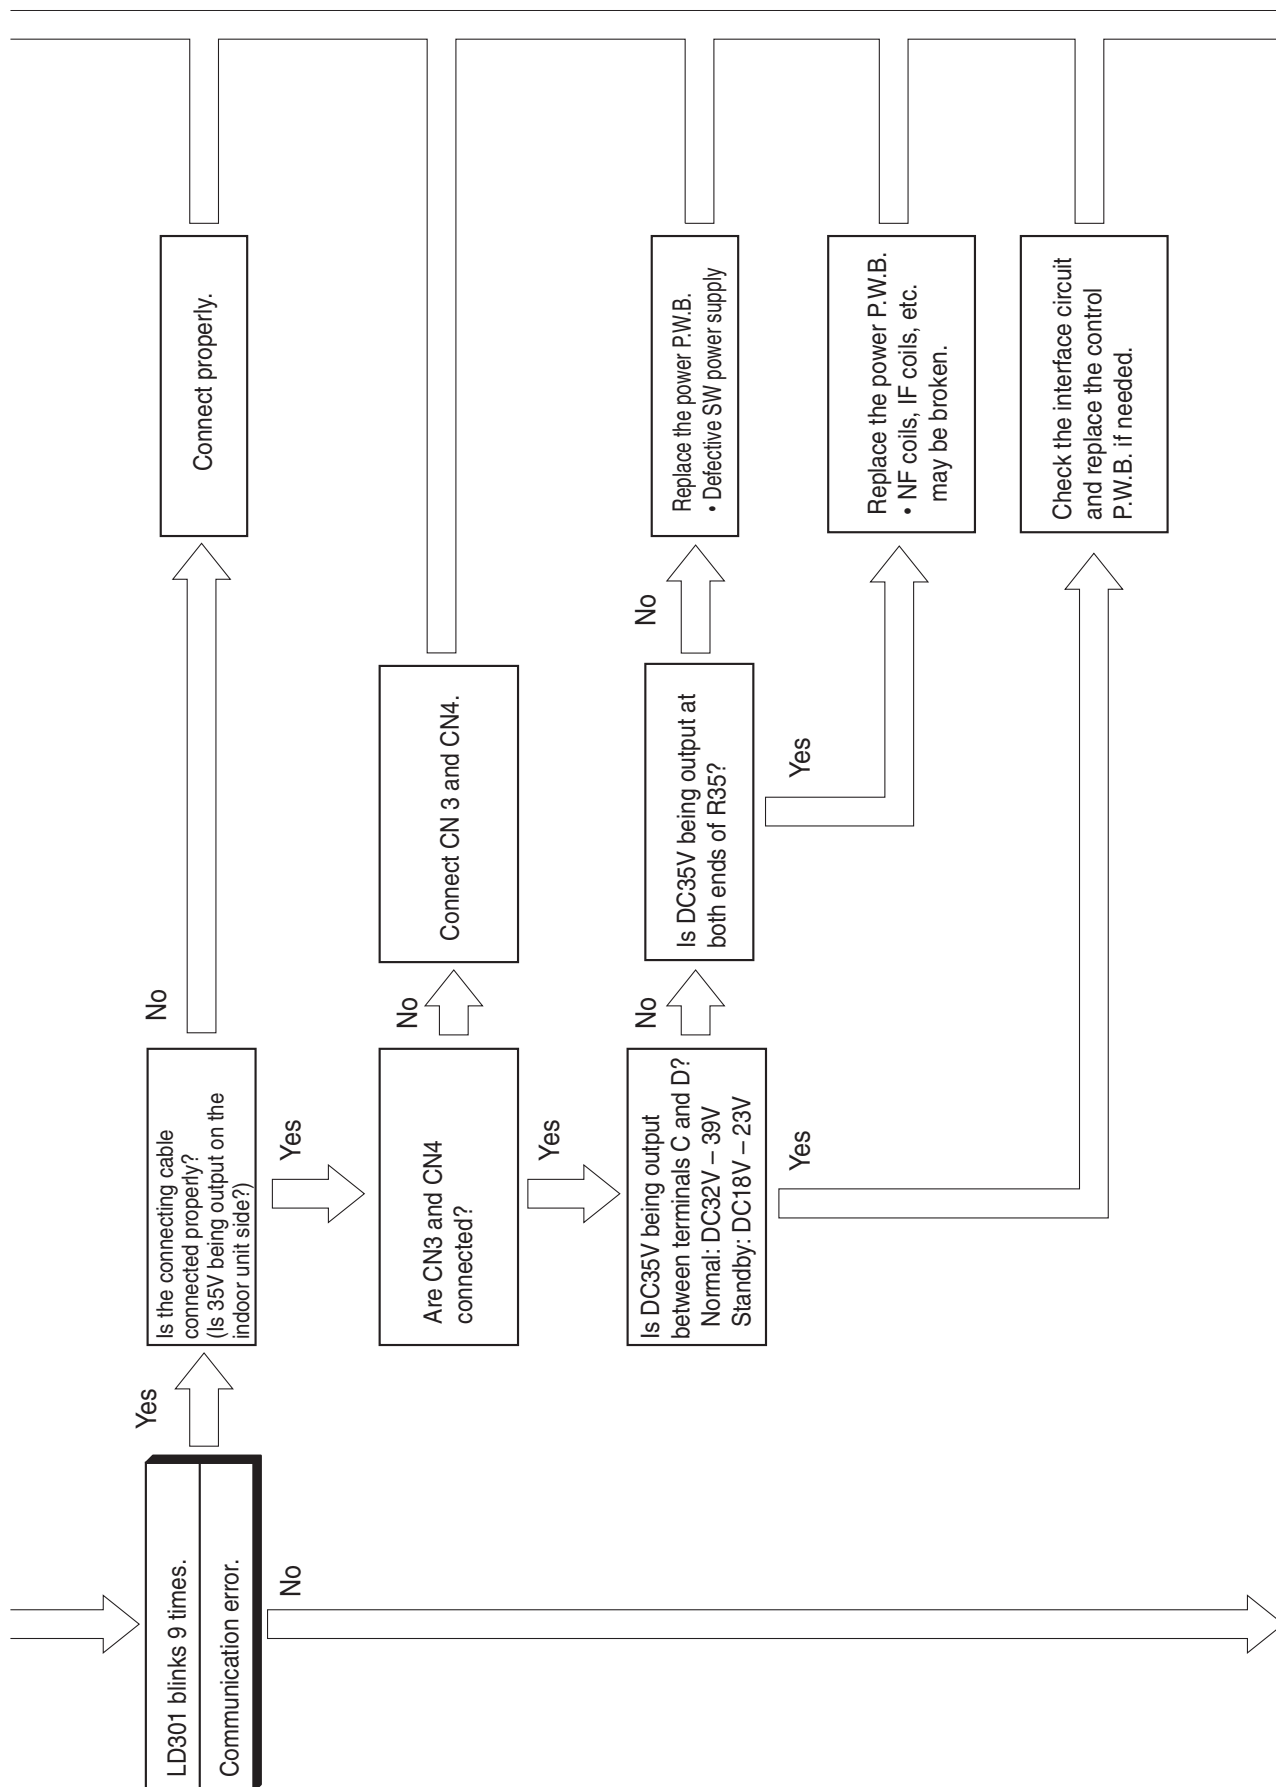 LD301 blinks 9 times.
Communication error.
Yes
No
Is the connecting cable
connected properly?
(Is 35V being output on the
indoor unit side?)
No
Connect properly.
Yes
Are CN3 and CN4
connected?
No
Connect CN 3 and CN4.
Yes
Is DC35V being output
between terminals C and D?
Normal: DC32V – 39V
Standby: DC18V – 23V
No
Is DC35V being output at
both ends of R35?
No
Replace the power P.W.B.
• Defective SW power supply
Yes
Replace the power P.W.B.
• NF coils, IF coils, etc.
may be broken.
Yes
Check the interface circuit
and replace the control
P.W.B. if needed.